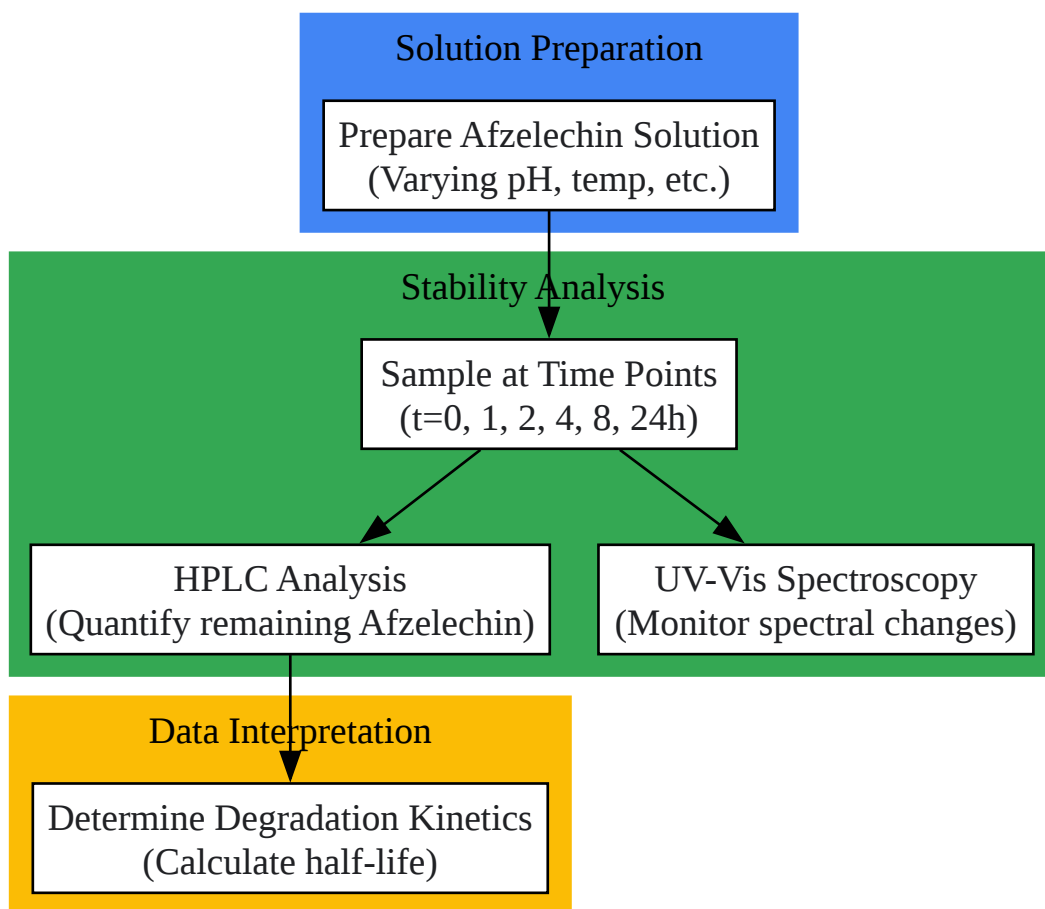 Solution Preparation
Prepare Afzelechin Solution
(Varying pH, temp, etc.)
Stability Analysis
Sample at Time Points
(t=0, 1, 2, 4, 8, 24h)
HPLC Analysis
(Quantify remaining Afzelechin)
UV-Vis Spectroscopy
(Monitor spectral changes)
Data Interpretation
Determine Degradation Kinetics
(Calculate half-life)